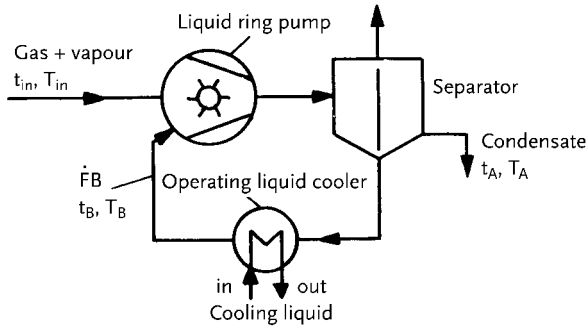 Liquid ring pump
Gas + vapour
t_in, T_in
Separator
Condensate
t_A, T_A
ḞB
t_B, T_B
Operating liquid cooler
in
out
Cooling liquid